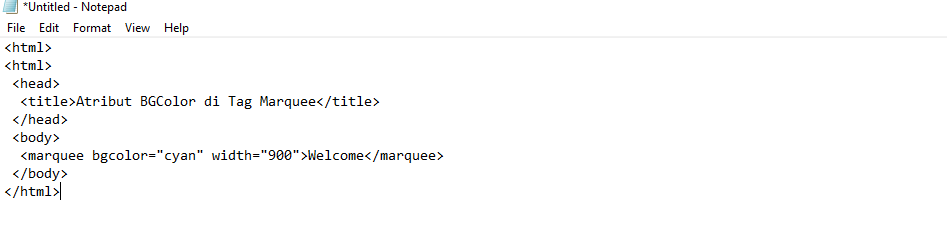 *Untitled - Notepad
File Edit Format View Help
<html>
<html>
 <head>
  <title>Atribut BGColor di Tag Marquee</title>
 </head>
 <body>
  <marquee bgcolor="cyan" width="900">Welcome</marquee>
 </body>
</html>